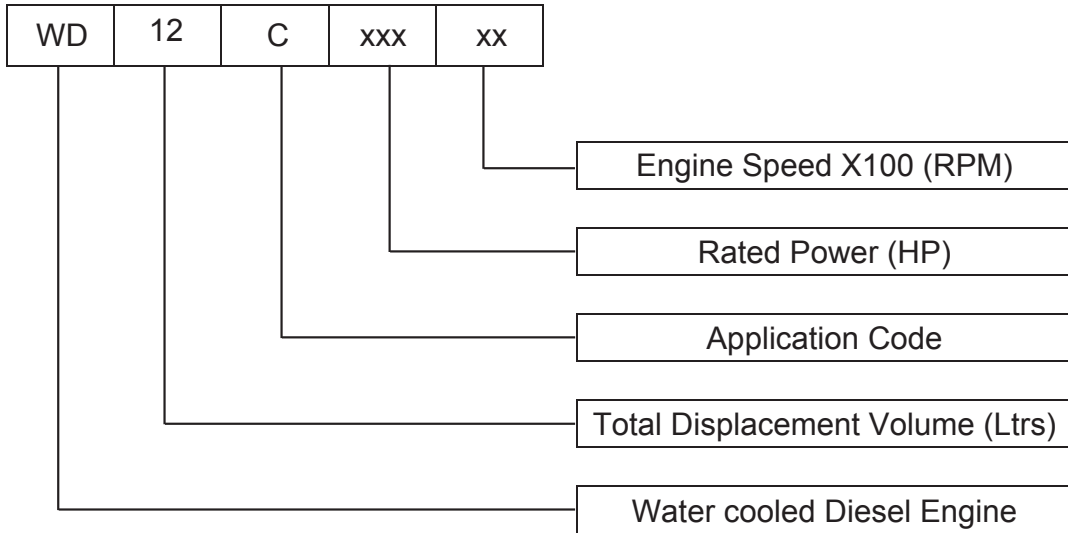 WD 12 C xxx xx
Engine Speed X100 (RPM)
Rated Power (HP)
Application Code
Total Displacement Volume (Ltrs)
Water cooled Diesel Engine